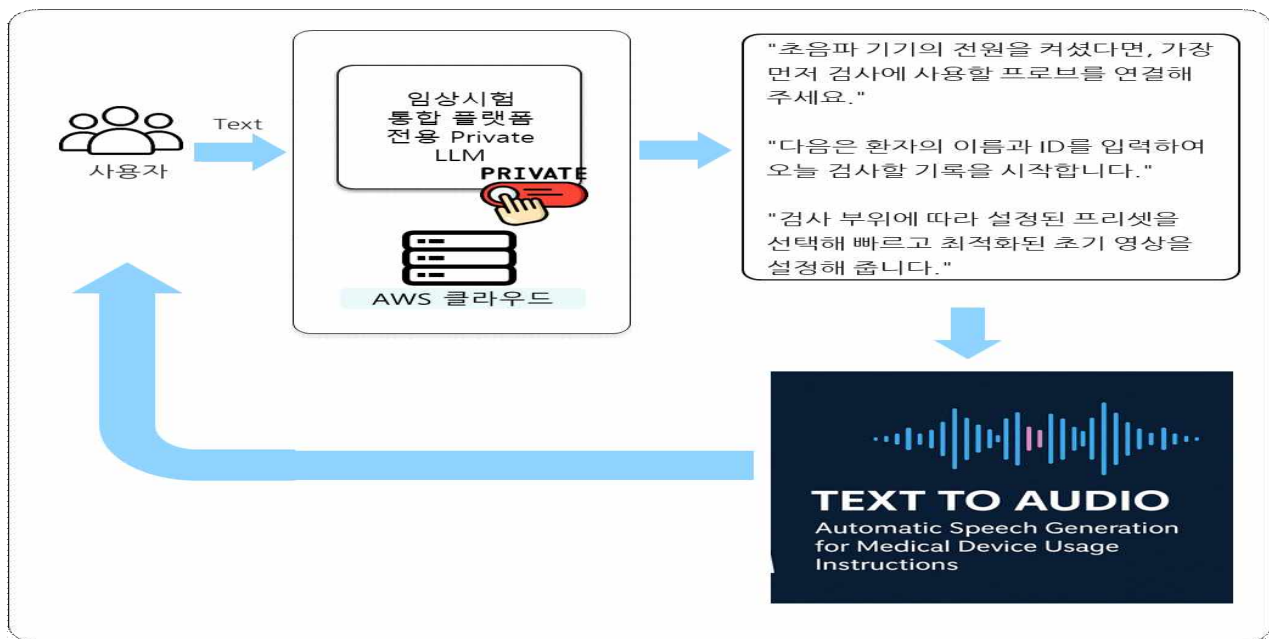 사용자
Text
임상시험
통합 플랫폼
전용 Private
LLM
PRIVATE
AWS 클라우드
"초음파 기기의 전원을 켜셨다면, 가장
먼저 검사에 사용할 프로브를 연결해
주세요."
"다음은 환자의 이름과 ID를 입력하여
오늘 검사할 기록을 시작합니다."
"검사 부위에 따라 설정된 프리셋을
선택해 빠르고 최적화된 초기 영상을
설정해 줍니다."
TEXT TO AUDIO
Automatic Speech Generation
for Medical Device Usage
Instructions